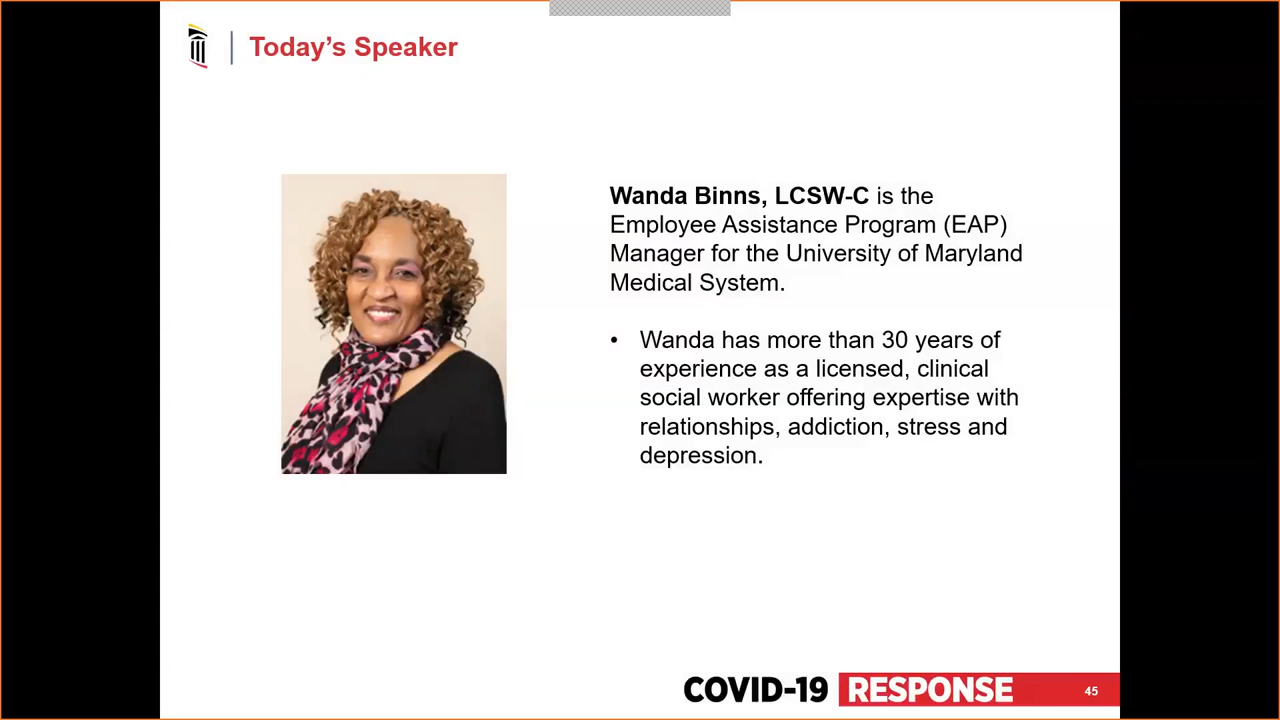 Today’s Speaker
Wanda Binns, LCSW-C is the
Employee Assistance Program (EAP)
Manager for the University of Maryland
Medical System.
• Wanda has more than 30 years of
experience as a licensed, clinical
social worker offering expertise with
relationships, addiction, stress and
depression.
COVID-19 RESPONSE 45